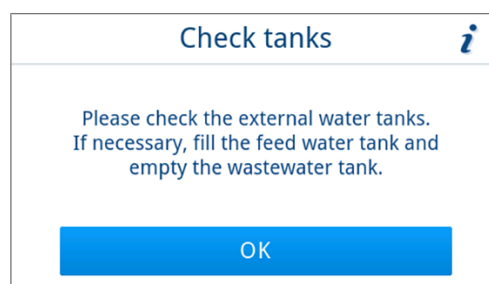 Check tanks i
Please check the external water tanks.
If necessary, fill the feed water tank and
empty the wastewater tank.
OK